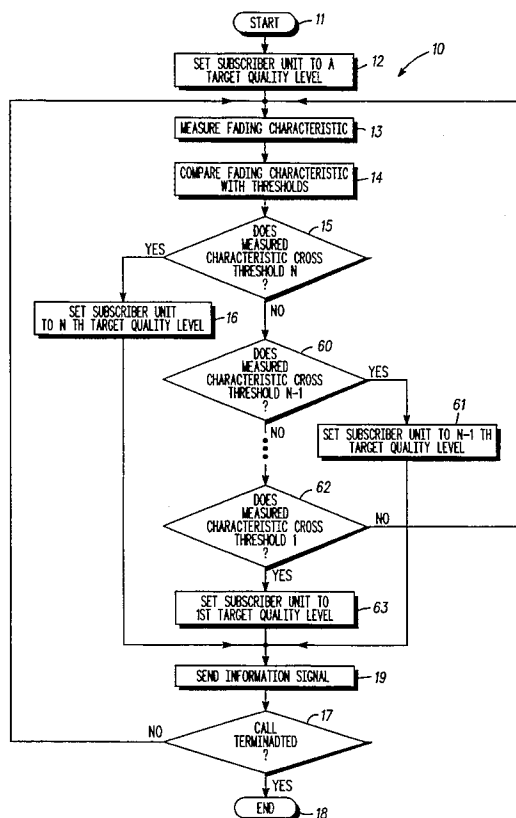 START
11
10
SET SUBSCRIBER UNIT TO A
TARGET QUALITY LEVEL
12
MEASURE FADING CHARACTERISTIC
13
COMPARE FADING CHARACTERISTIC
WITH THRESHOLDS
14
15
DOES
MEASURED
CHARACTERISTIC CROSS
THRESHOLD N
?
YES
NO
SET SUBSCRIBER UNIT
TO N TH TARGET QUALITY LEVEL
16
60
DOES
MEASURED
CHARACTERISTIC CROSS
THRESHOLD N-1
?
YES
NO
61
SET SUBSCRIBER UNIT TO N-1 TH
TARGET QUALITY LEVEL
62
DOES
MEASURED
CHARACTERISTIC CROSS
THRESHOLD 1
?
NO
YES
SET SUBSCRIBER UNIT TO
1ST TARGET QUALITY LEVEL
63
SEND INFORMATION SIGNAL
19
17
CALL
TERMINADTED
?
NO
YES
END
18